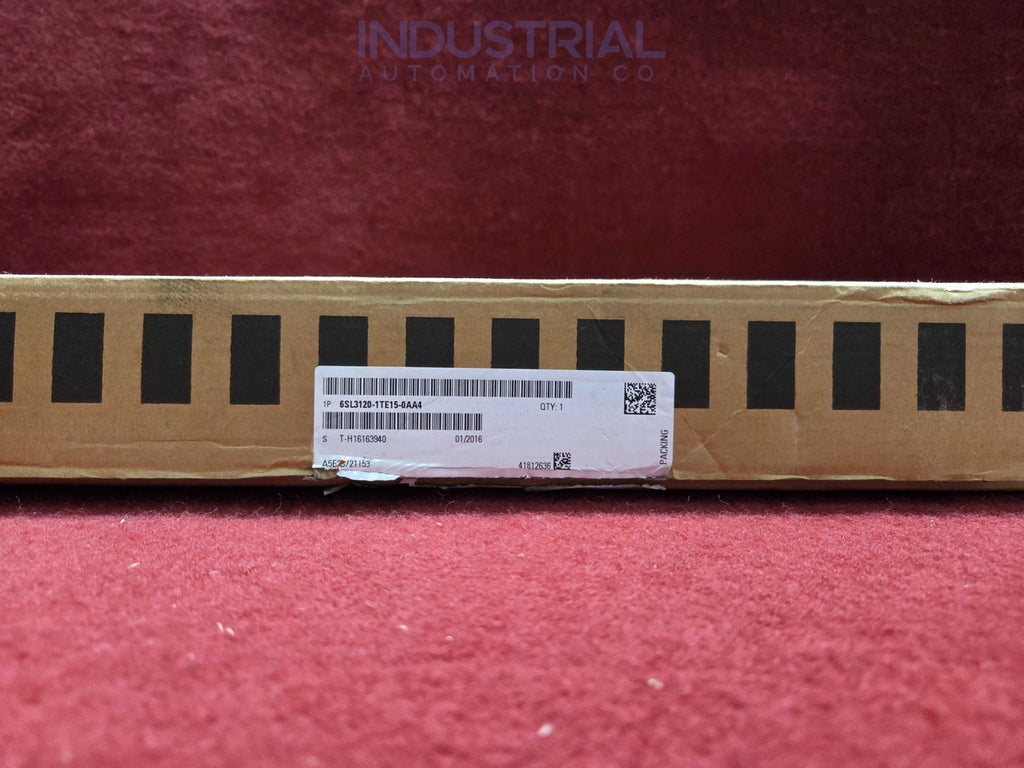 INDUSTRIAL
AUTOMATION CO.
1P 6SL3120-1TE15-0AA4 QTY: 1
S T-H16163940 01/2016
41812636
PACKING